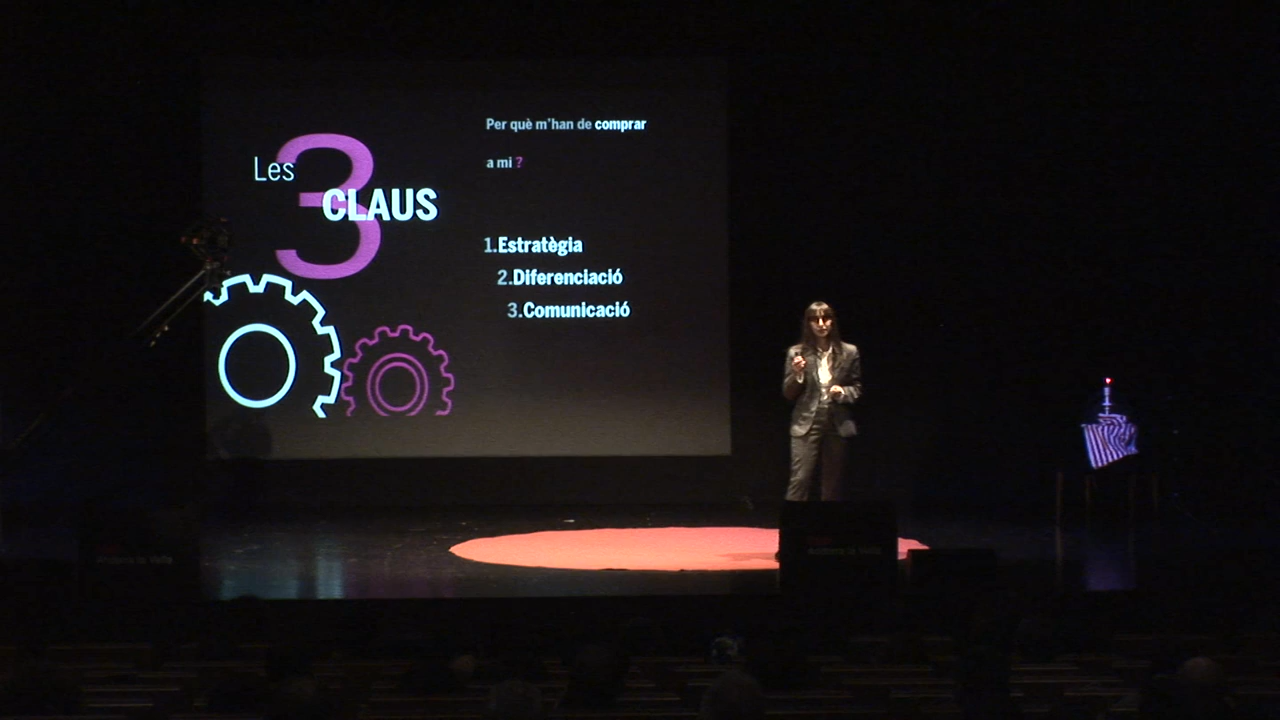 Les
3
CLAUS
Per què m'han de comprar
a mi ?
1.Estratègia
2.Diferenciació
3.Comunicació